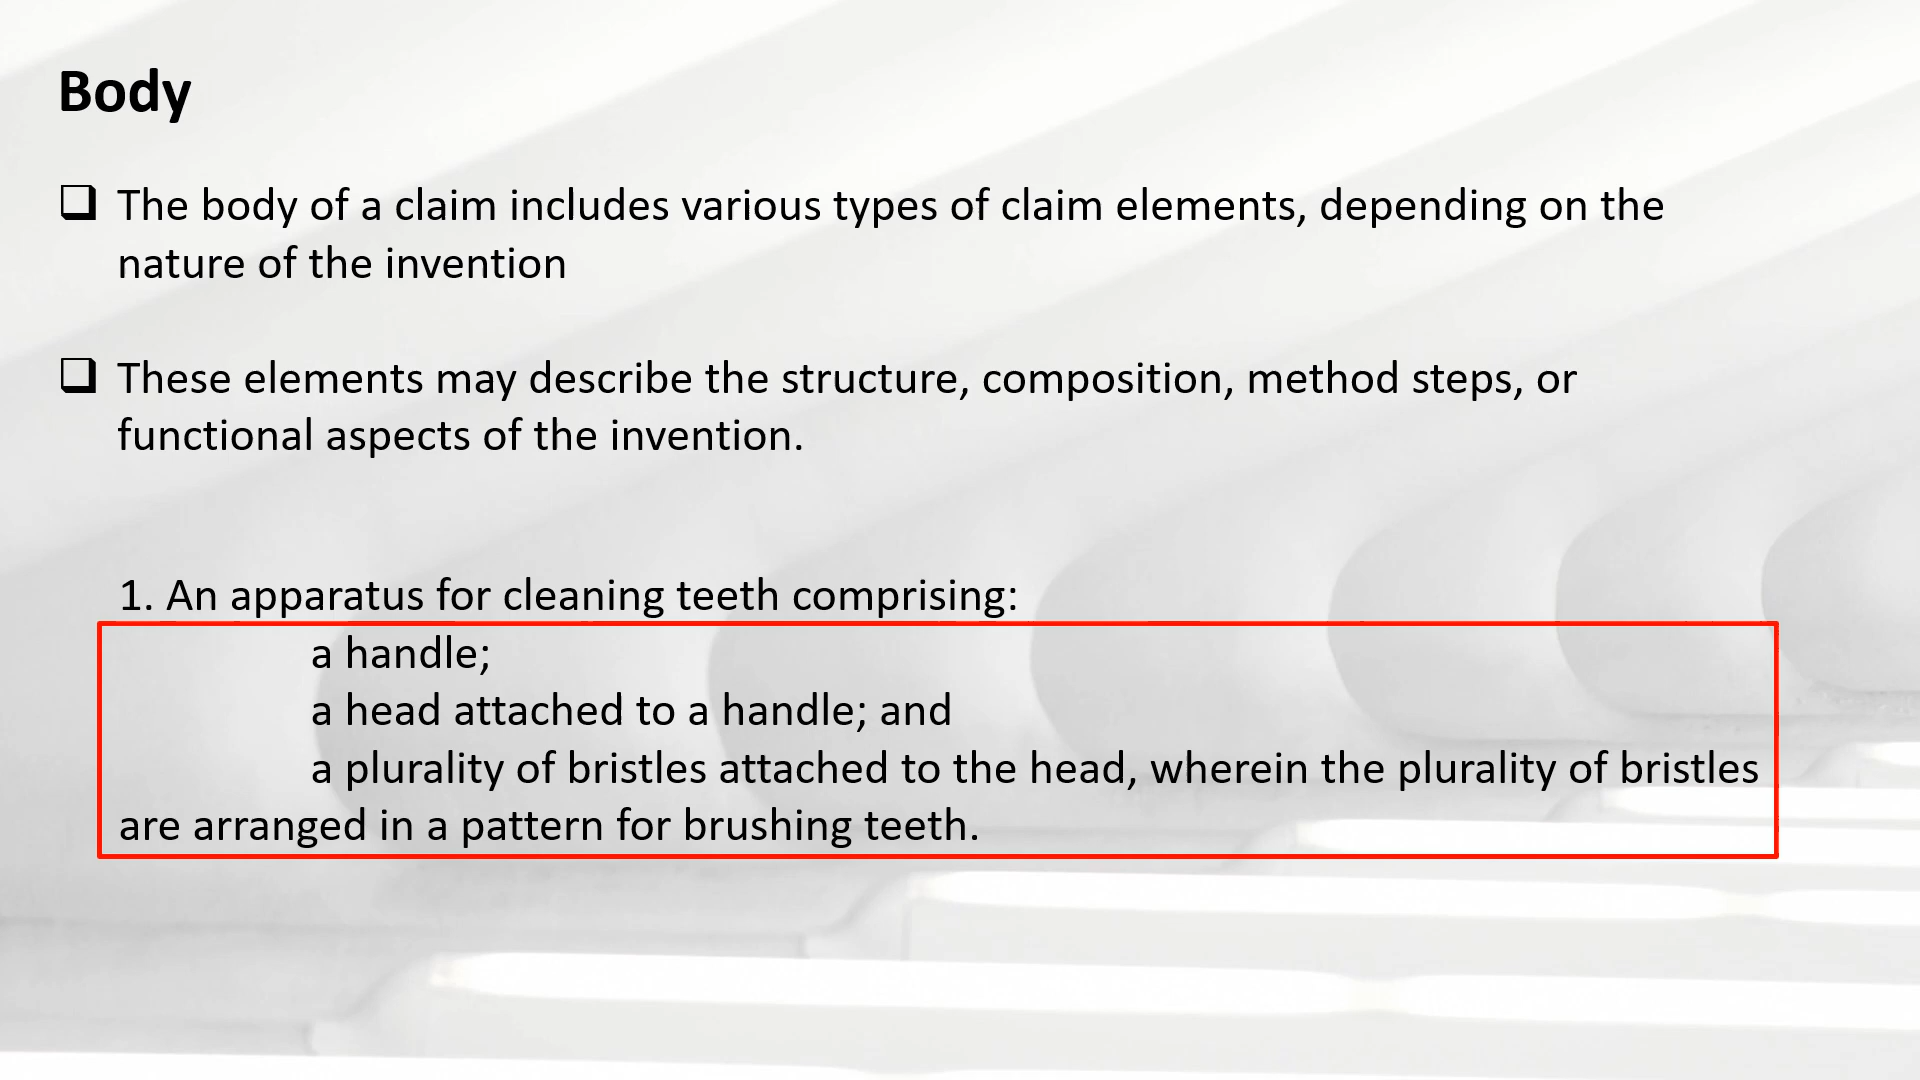 Body
The body of a claim includes various types of claim elements, depending on the
nature of the invention
These elements may describe the structure, composition, method steps, or
functional aspects of the invention.
1. An apparatus for cleaning teeth comprising:
a handle;
a head attached to a handle; and
a plurality of bristles attached to the head, wherein the plurality of bristles
are arranged in a pattern for brushing teeth.